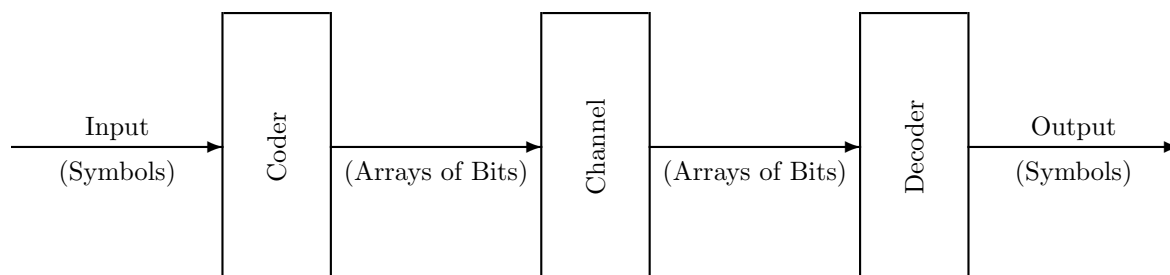 Input
(Symbols)
Coder
(Arrays of Bits)
Channel
(Arrays of Bits)
Decoder
Output
(Symbols)